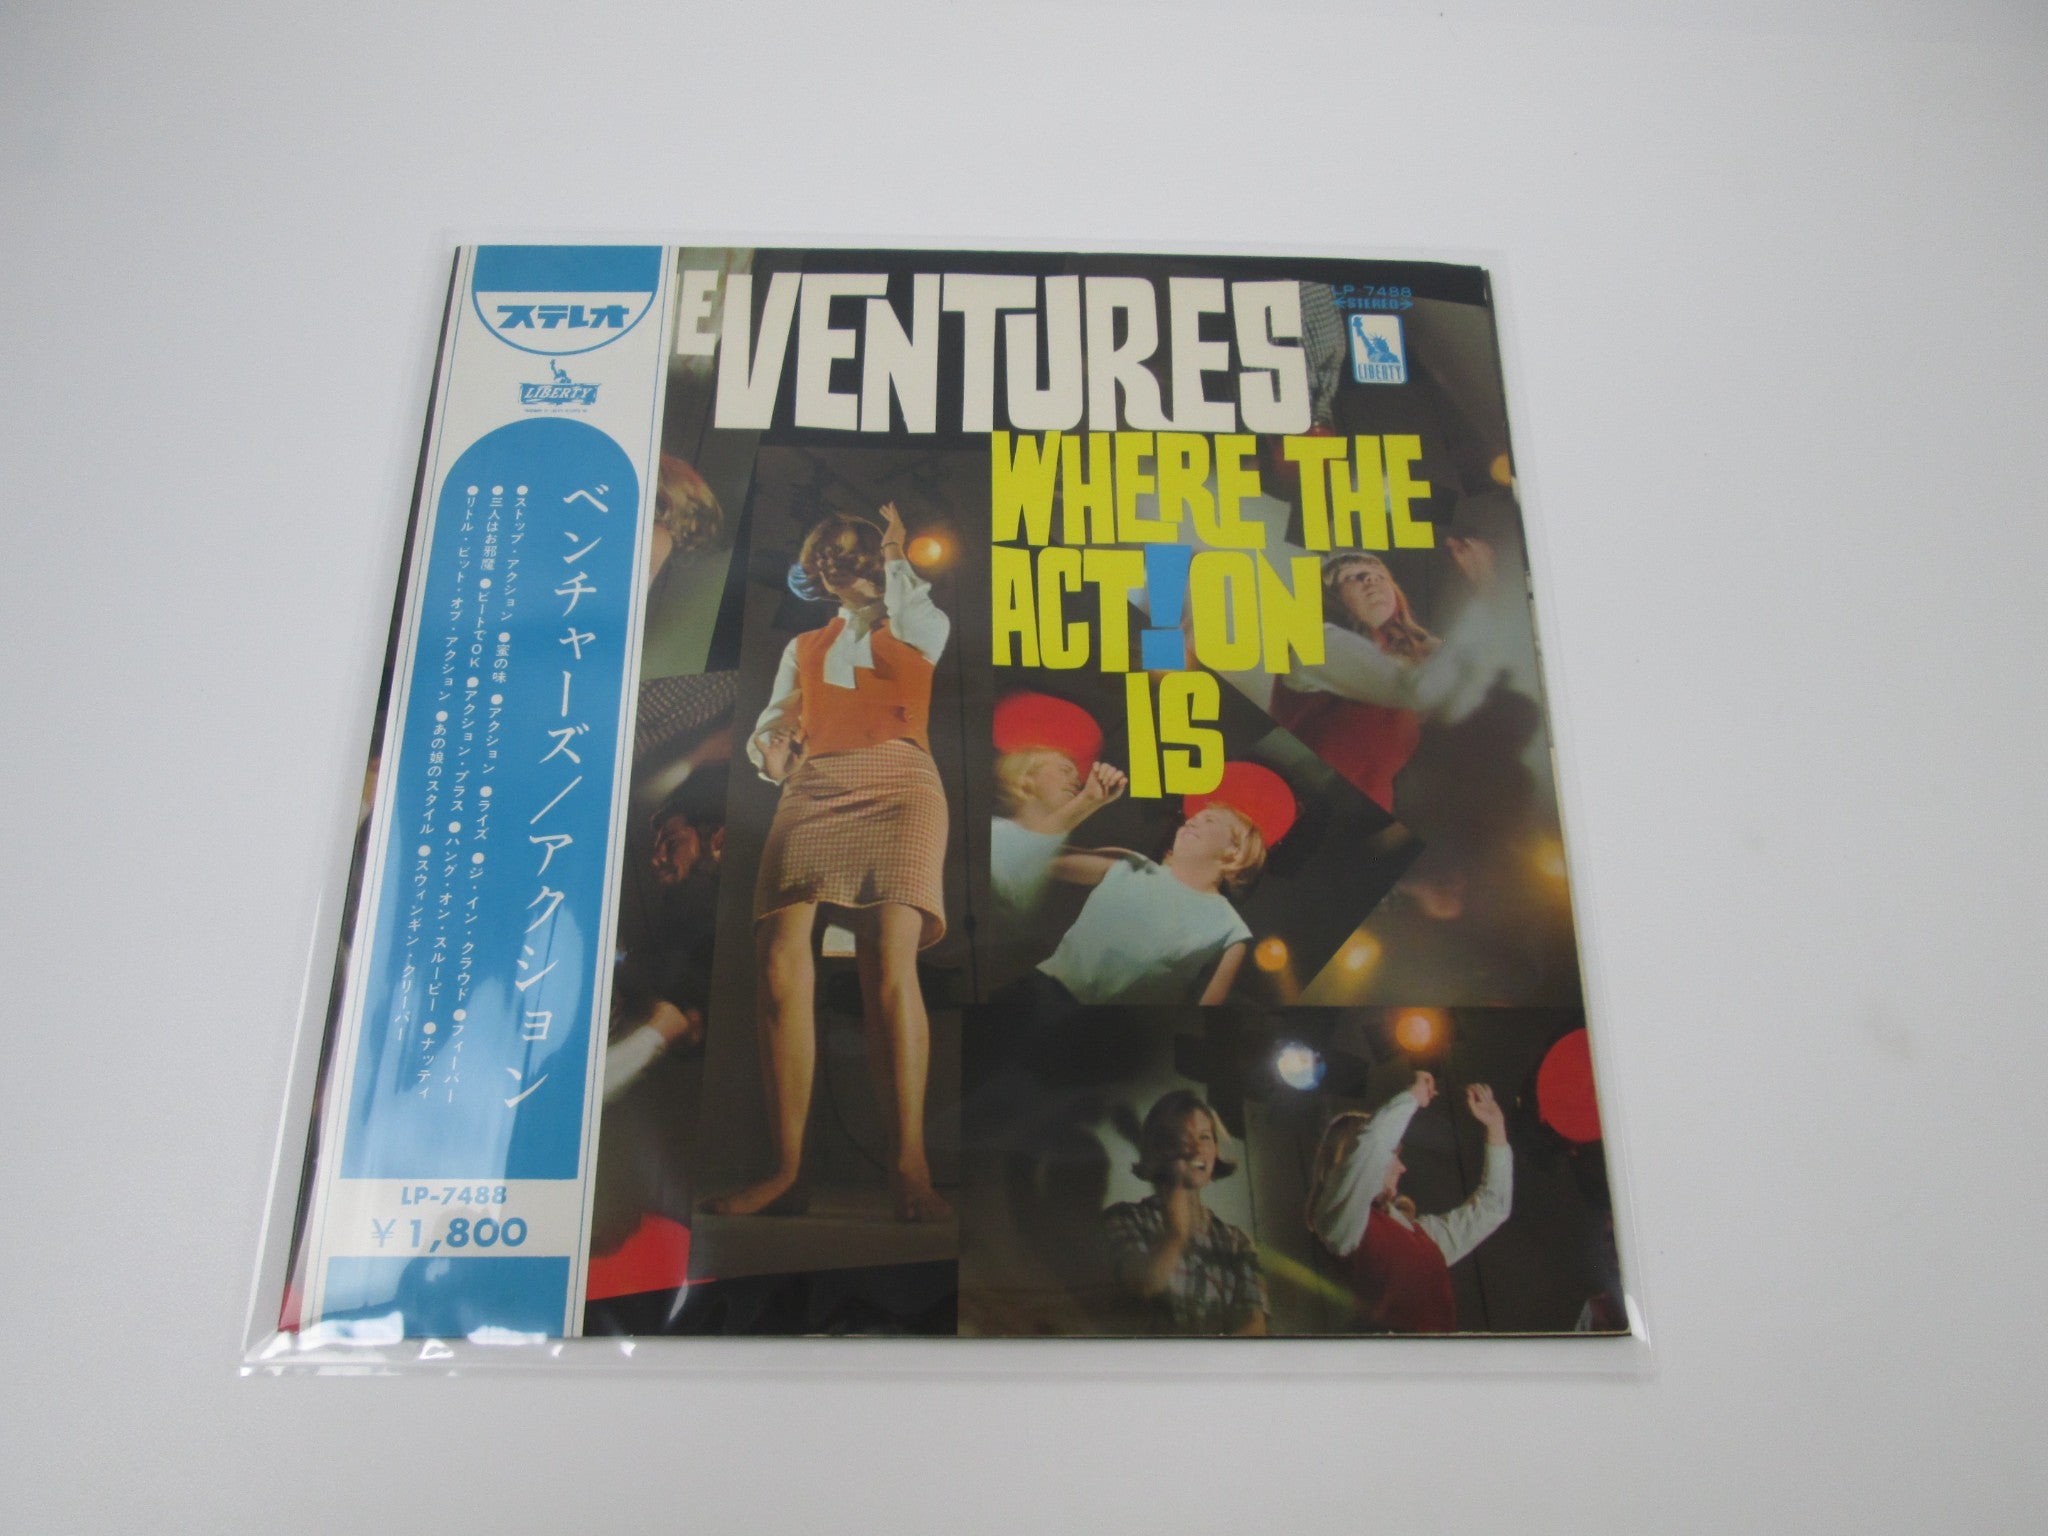 ステレオ
LIBERTY
ベンチャーズ/アクション
●ストップ・アクション ●蜜の味 ●アクション ●ライズ ●ジ・イン・クラウド ●フィーバー
●三人はお邪魔 ●ビートでOK ●アクション・プラス ●ハング・オン・スルーピー ●ナッティ
●リトル・ビット・オブ・アクション ●あの娘のスタイル ●スウィンギン・クリーパー
LP-7488
¥1,800
E VENTURES
LP-7488
STEREO
LIBERTY
WHERE THE
ACT!ON
IS